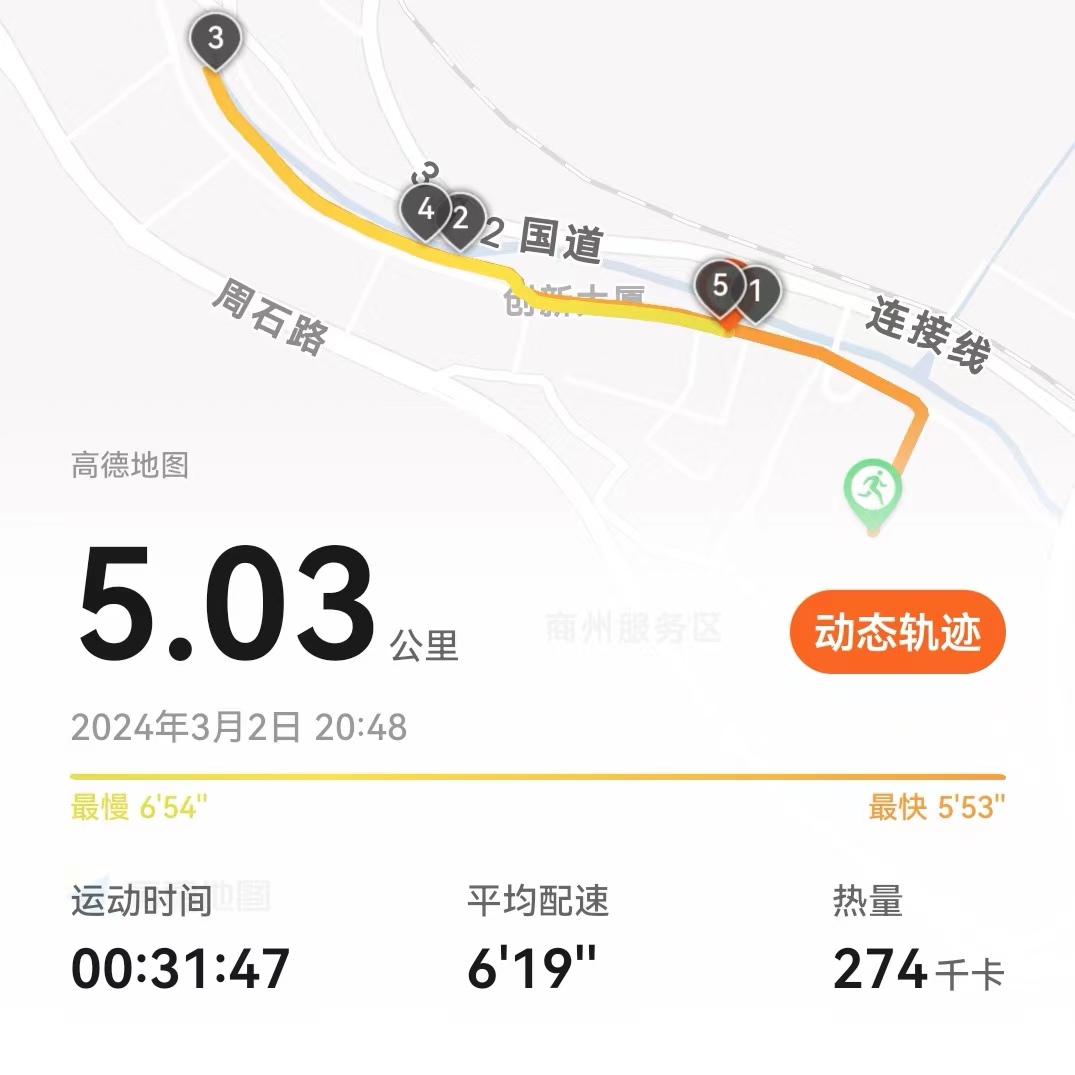 3
3
4
2
2 国道
5
1
创新大厦
周石路
连接线
高德地图
5.03 公里
商州服务区
动态轨迹
2024年3月2日 20:48
最慢 6'54"
最快 5'53"
运动时间
平均配速
热量
00:31:47
6'19"
274 千卡